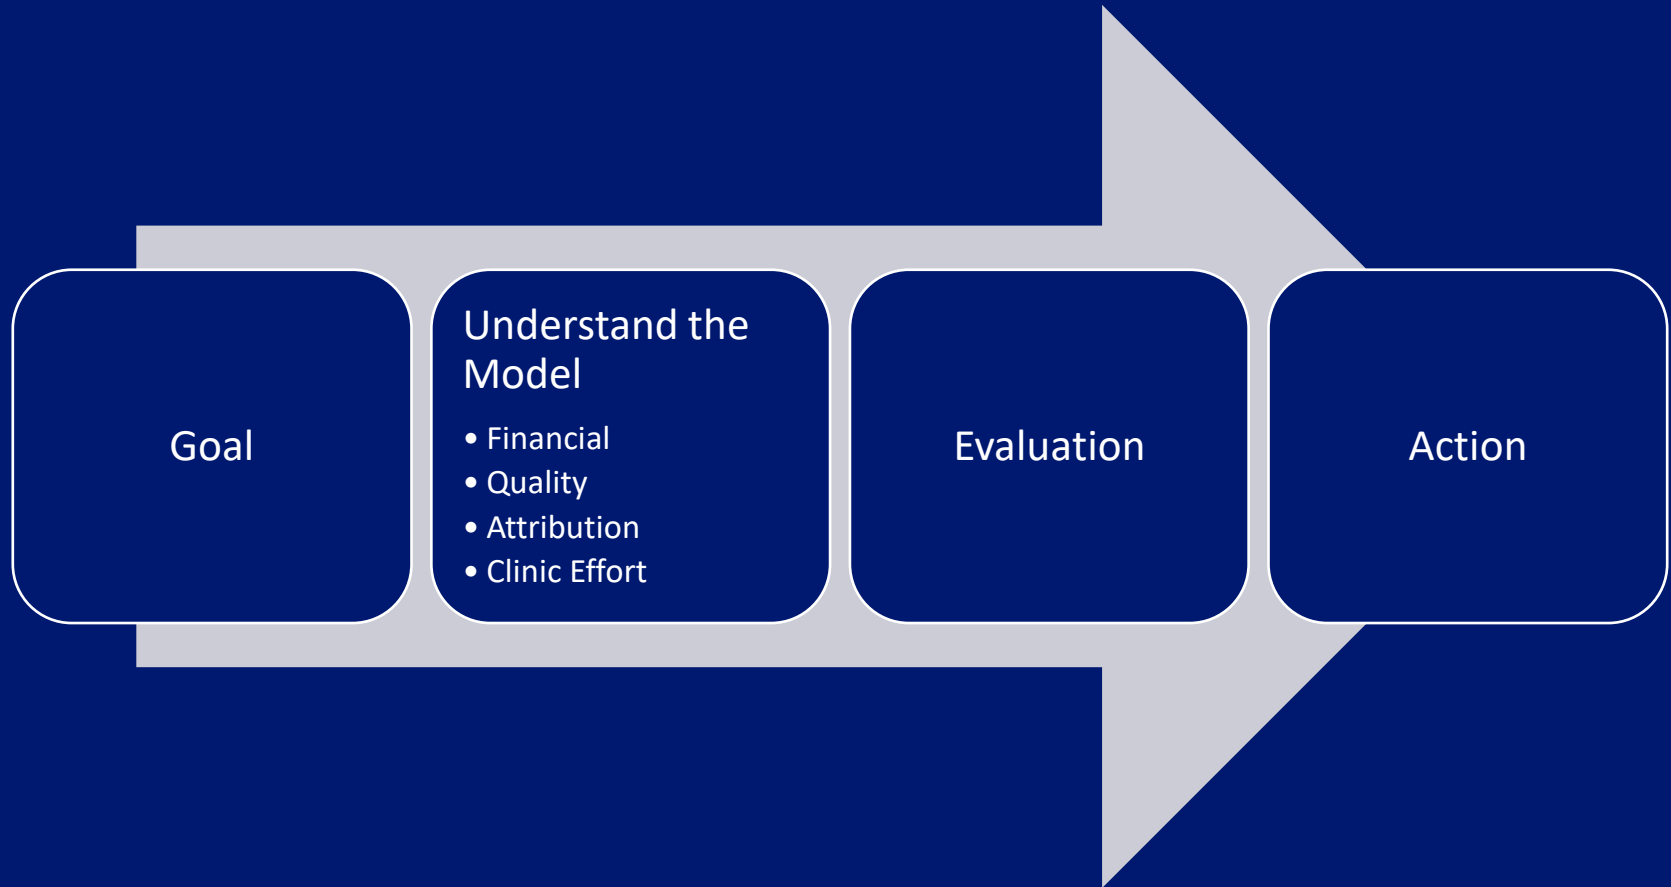 Goal
Understand the
Model
• Financial
• Quality
• Attribution
• Clinic Effort
Evaluation
Action